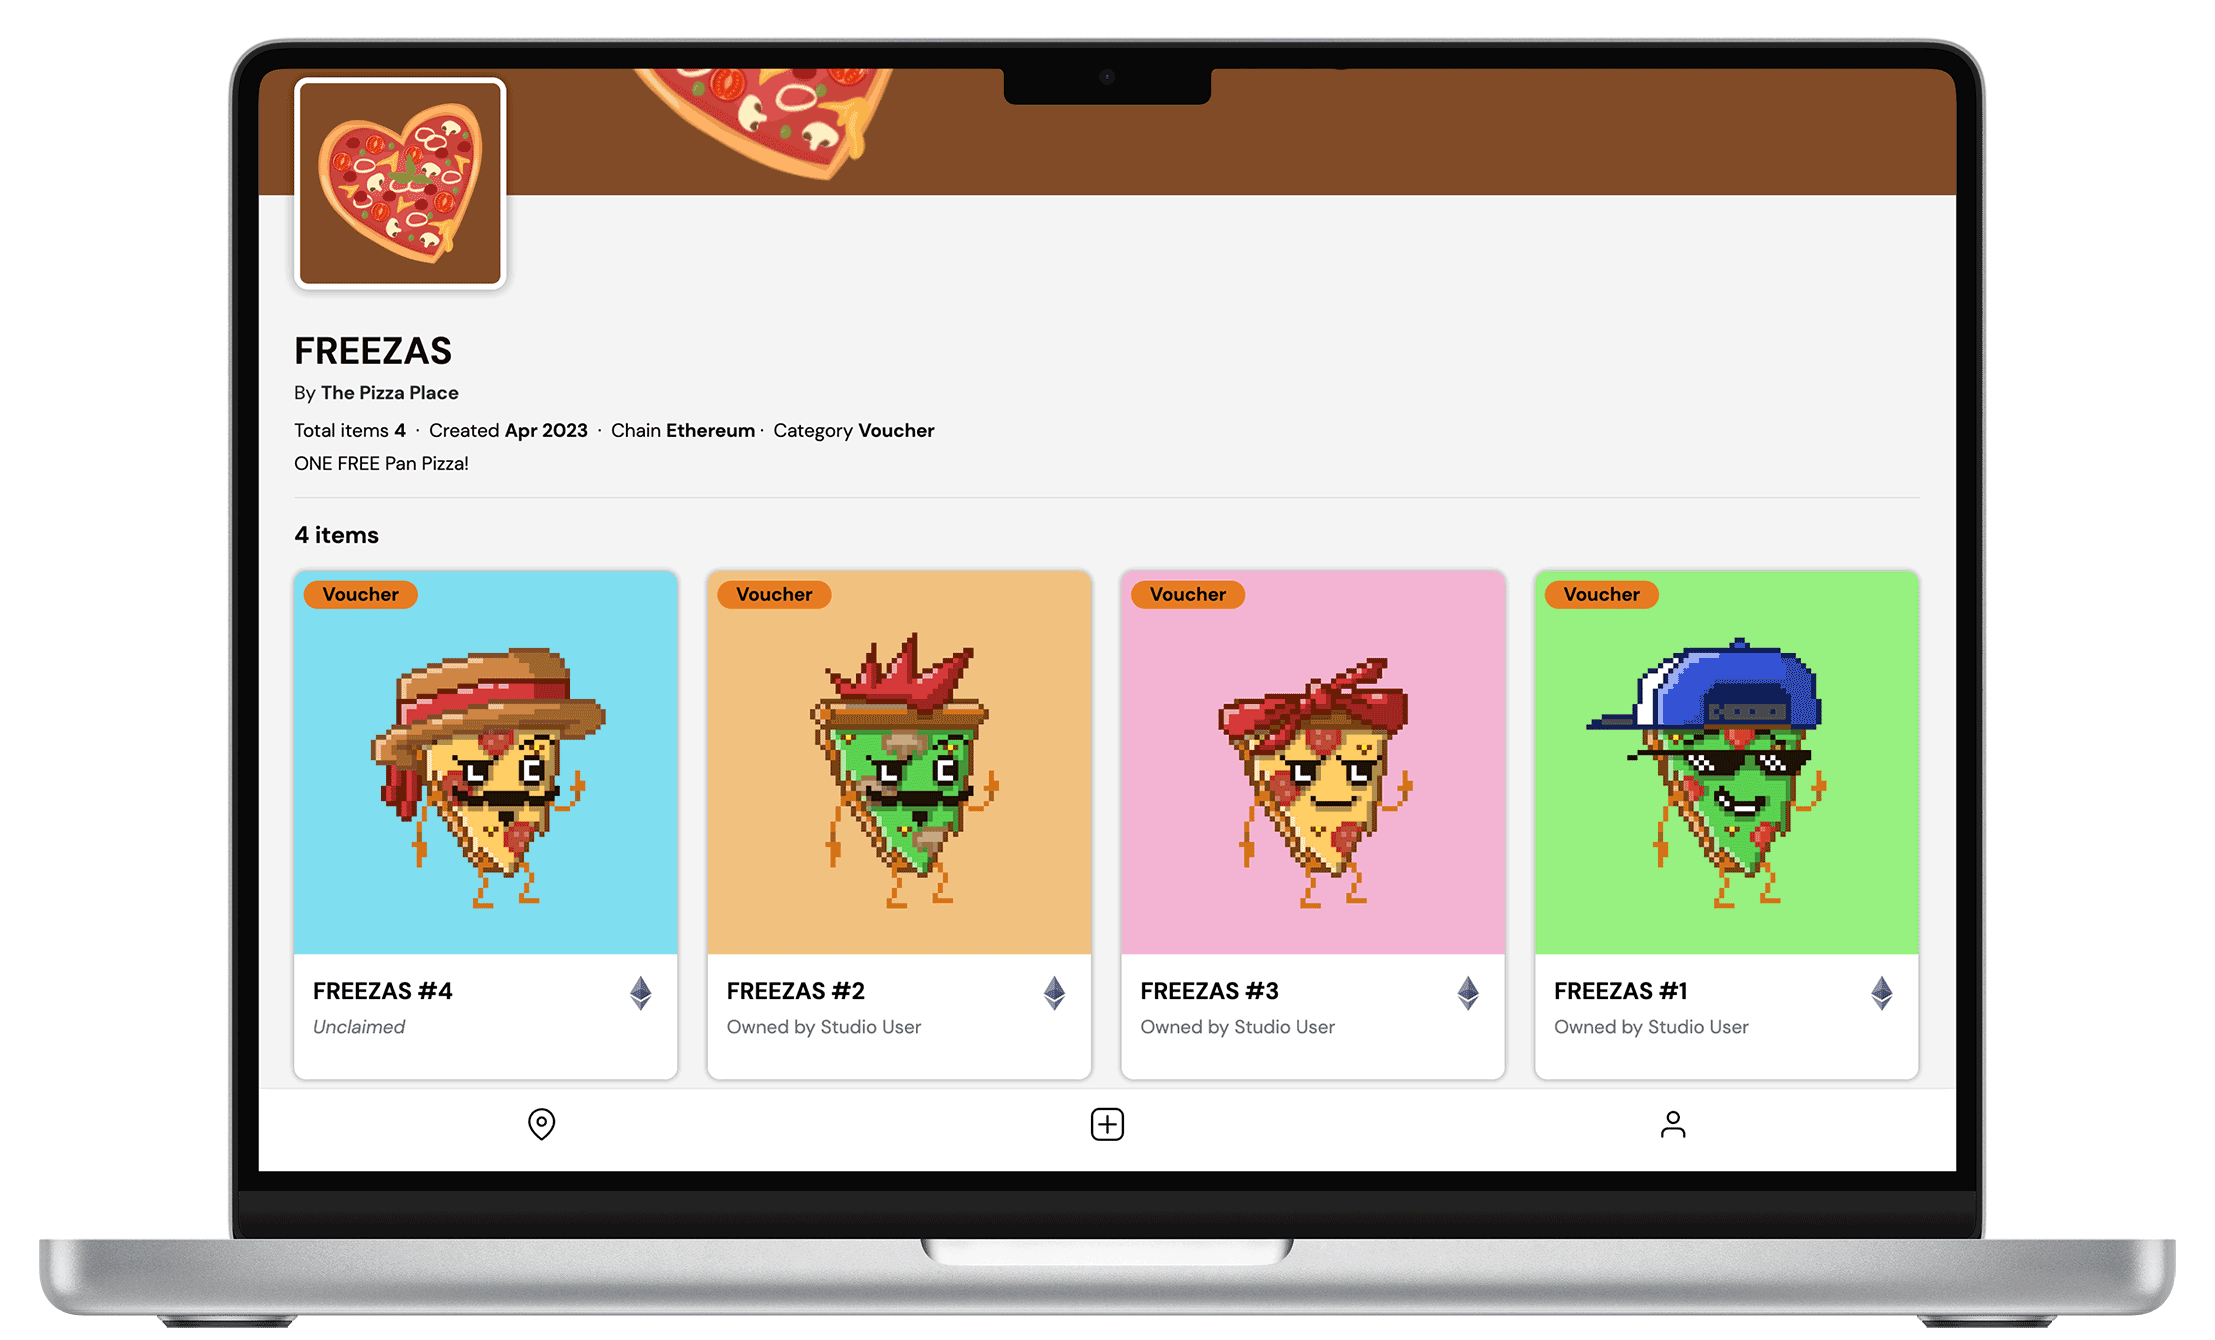 FREEZAS
By The Pizza Place
Total items 4 · Created Apr 2023 · Chain Ethereum · Category Voucher
ONE FREE Pan Pizza!
4 items
Voucher
Voucher
Voucher
Voucher
FREEZAS #4
Unclaimed
FREEZAS #2
Owned by Studio User
FREEZAS #3
Owned by Studio User
FREEZAS #1
Owned by Studio User